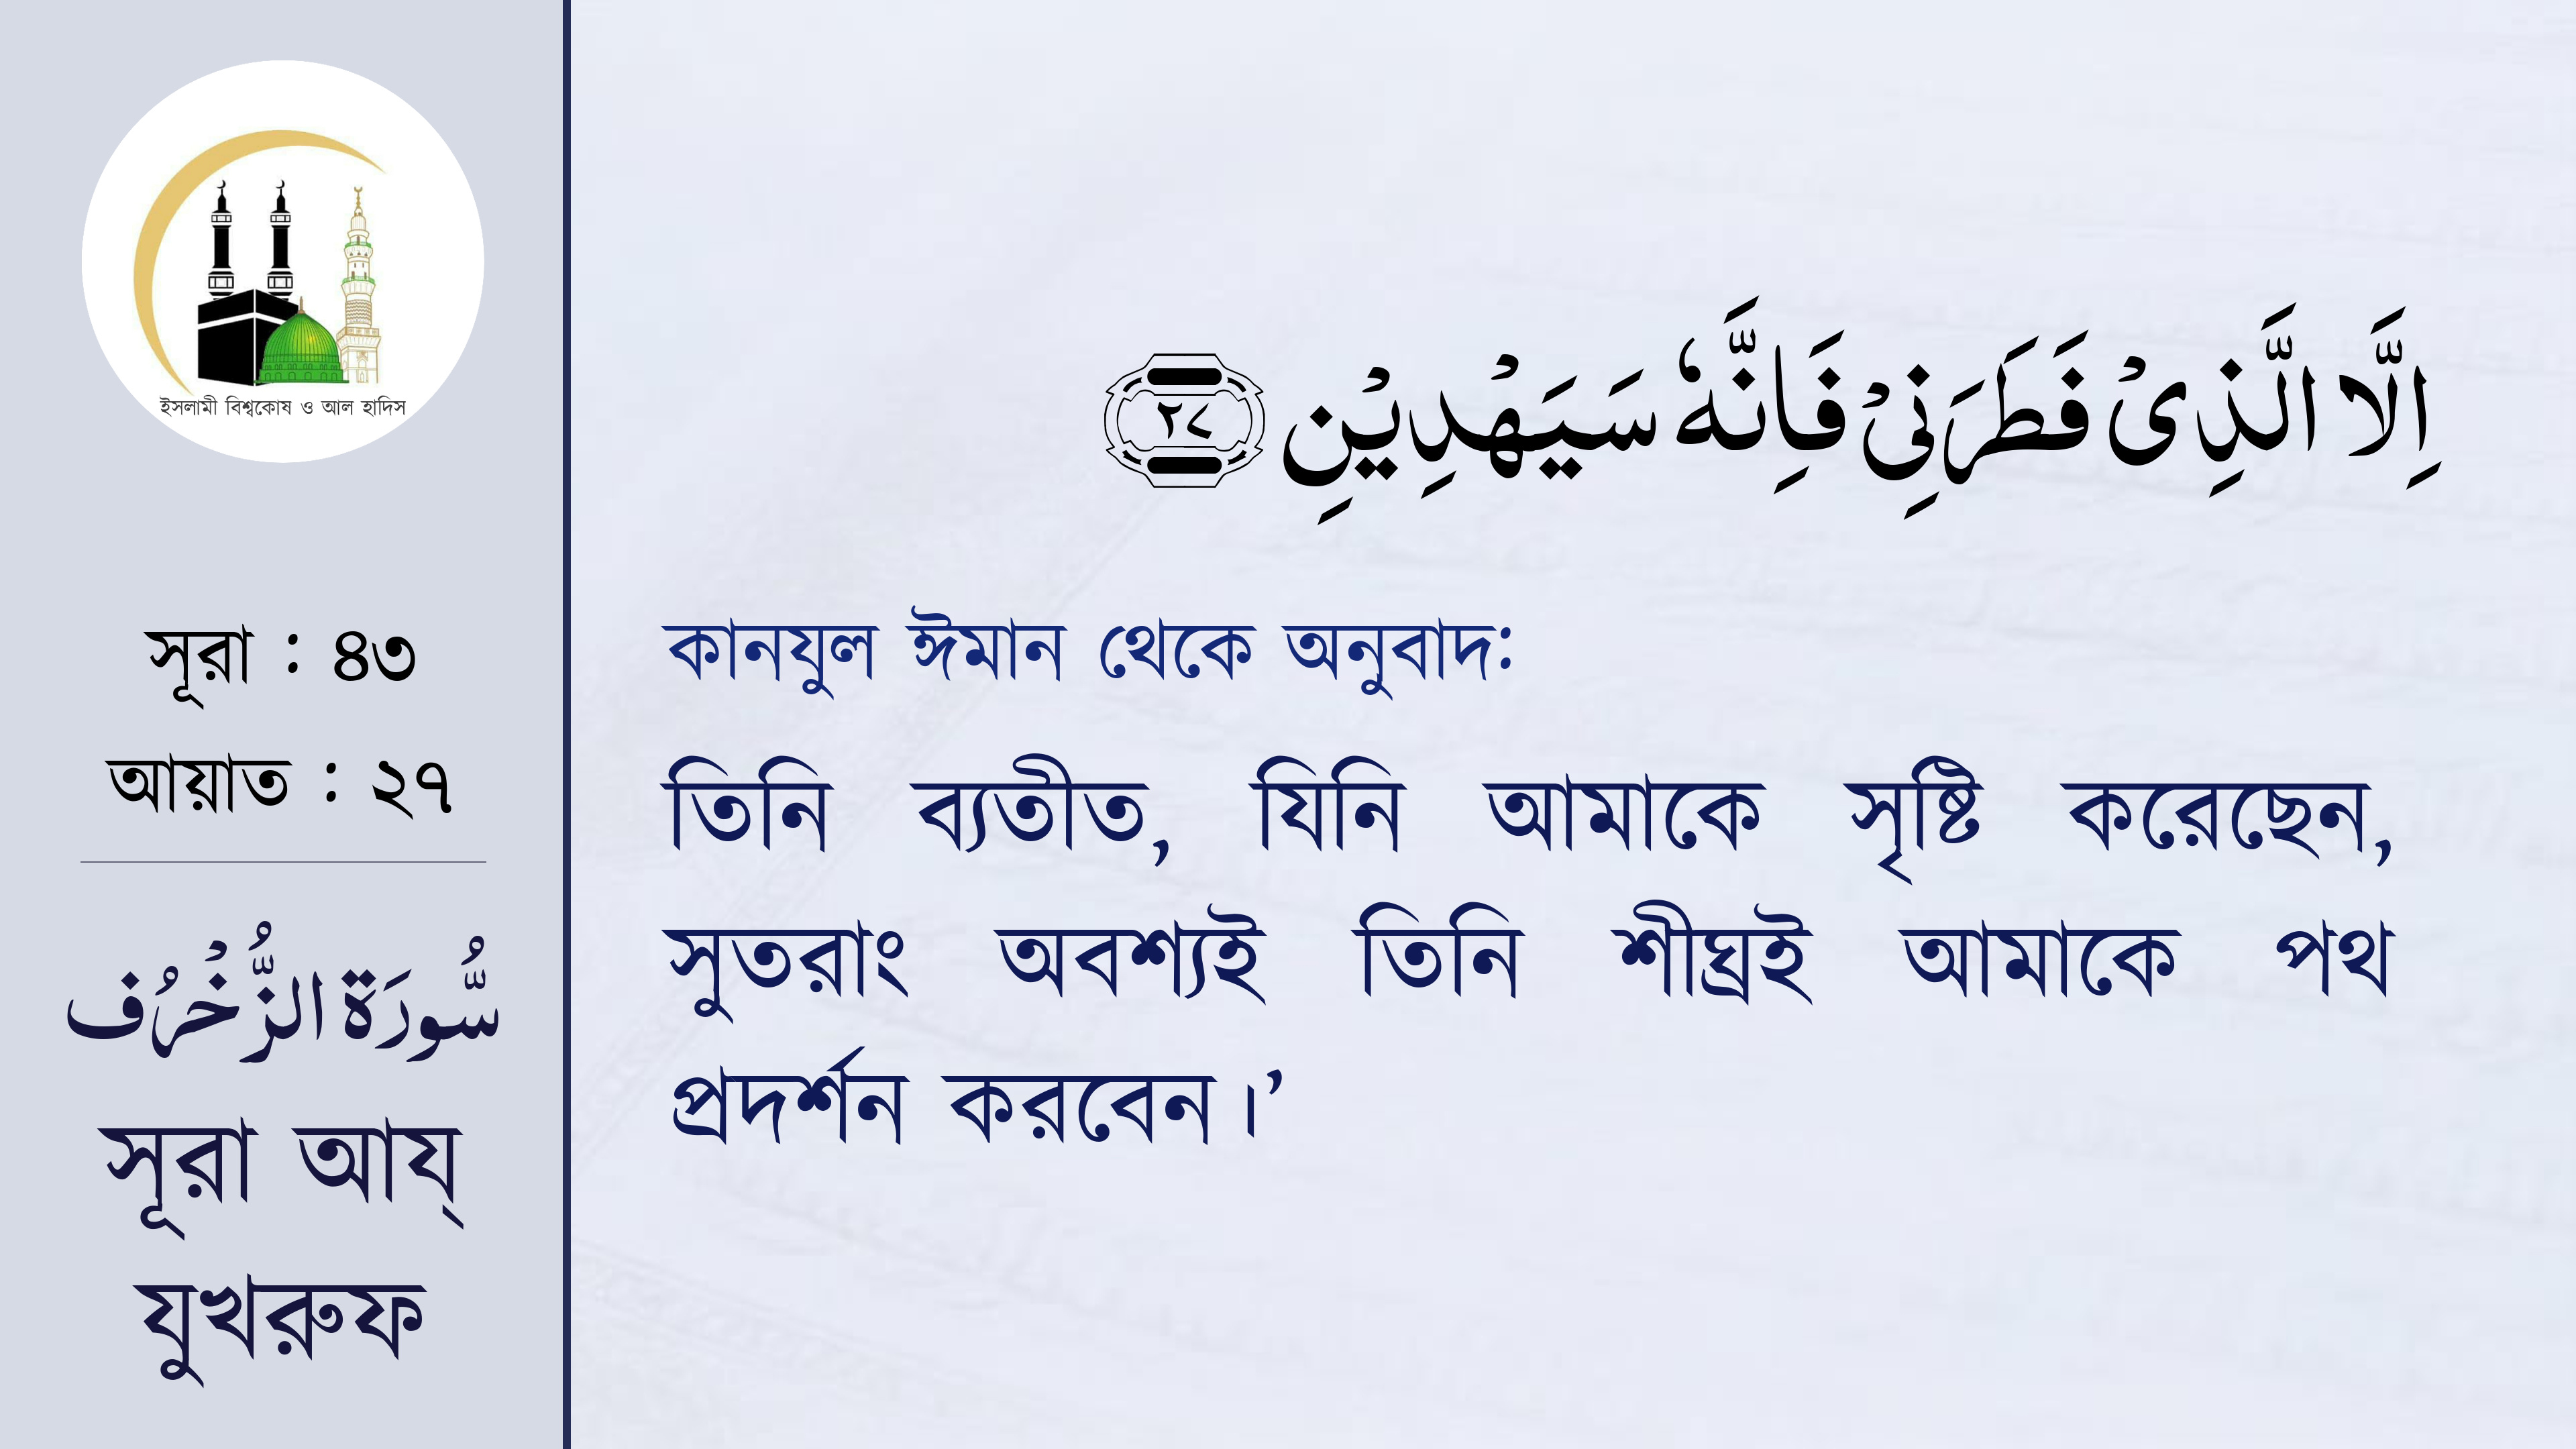 ইসলামী বিশ্বকোষ ও আল হাদিস
সূরা : ৪৩
আয়াত : ২৭
سُّورَة الزُّخْرُف
সূরা আয্
যুখরুফ
اِلَّا الَّذِیْ فَطَرَنِیْ فَاِنَّهٗ سَیَهْدِیْنِ ﴿۲۷﴾
কানযুল ঈমান থেকে অনুবাদ:
তিনি ব্যতীত, যিনি আমাকে সৃষ্টি করেছেন,
সুতরাং অবশ্যই তিনি শীঘ্রই আমাকে পথ
প্রদর্শন করবেন।’